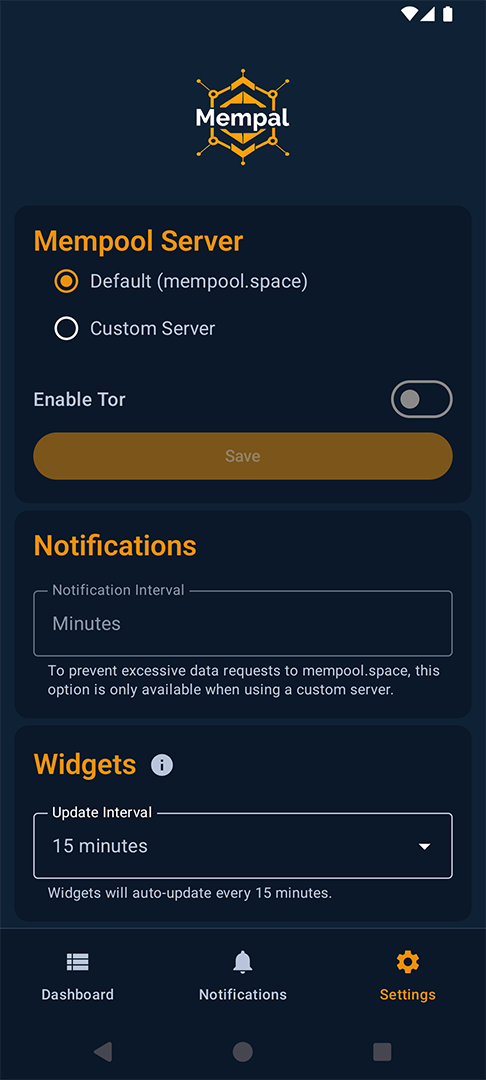 Mempal
Mempool Server
Default (mempool.space)
Custom Server
Enable Tor
Save
Notifications
Notification Interval
Minutes
To prevent excessive data requests to mempool.space, this
option is only available when using a custom server.
Widgets
Update Interval
15 minutes
Widgets will auto-update every 15 minutes.
Dashboard
Notifications
Settings